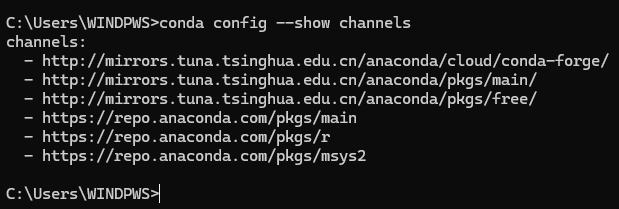 C:\Users\WINDPWS>conda config --show channels
channels:
  - http://mirrors.tuna.tsinghua.edu.cn/anaconda/cloud/conda-forge/
  - http://mirrors.tuna.tsinghua.edu.cn/anaconda/pkgs/main/
  - http://mirrors.tuna.tsinghua.edu.cn/anaconda/pkgs/free/
  - https://repo.anaconda.com/pkgs/main
  - https://repo.anaconda.com/pkgs/r
  - https://repo.anaconda.com/pkgs/msys2
C:\Users\WINDPWS>